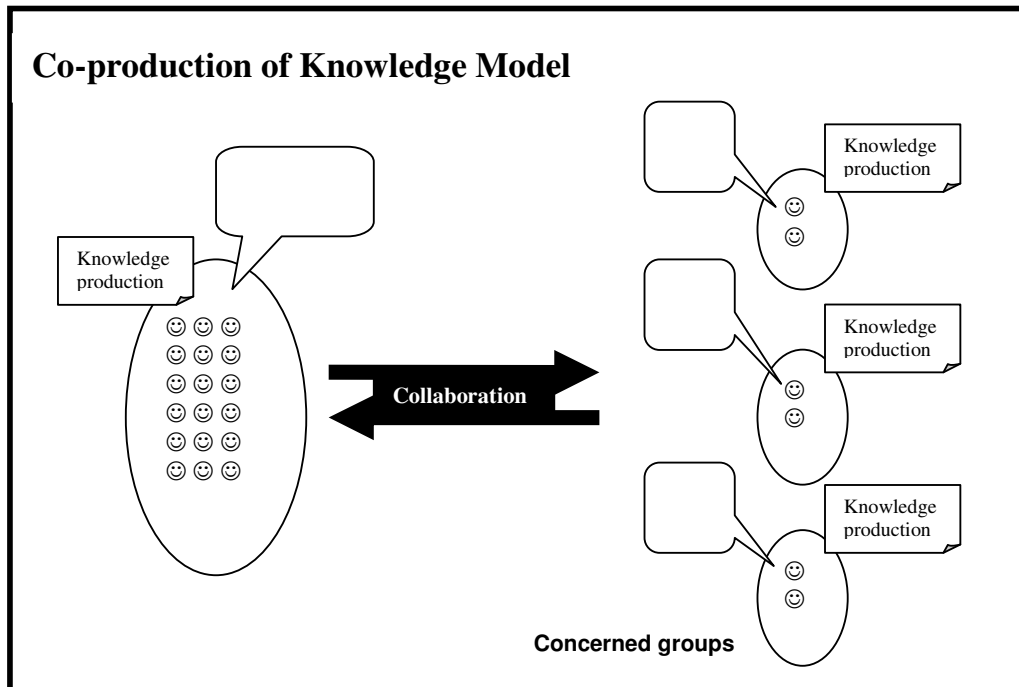 Co-production of Knowledge Model
Knowledge
production
Knowledge
production
Collaboration
Knowledge
production
Knowledge
production
Concerned groups